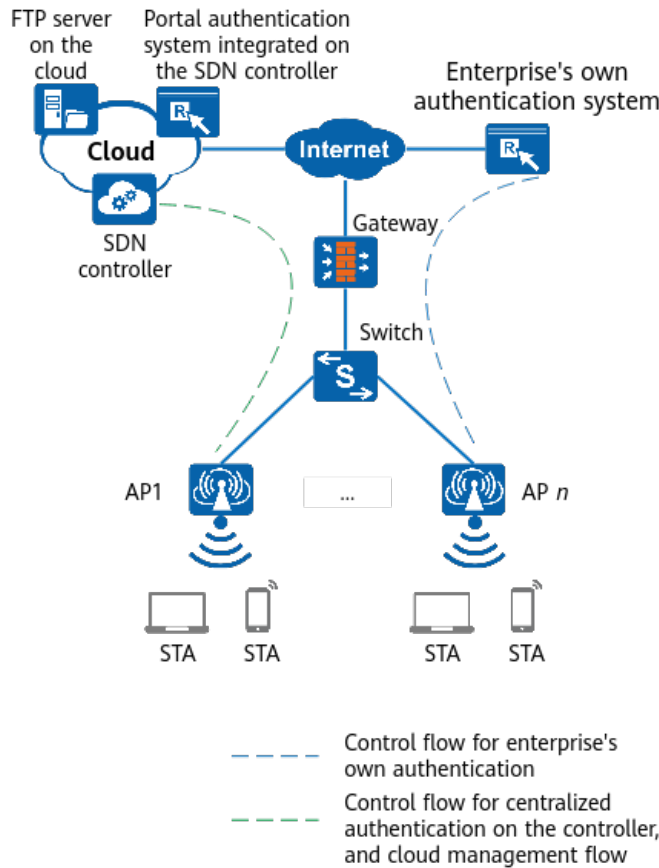 FTP server
on the
cloud
Portal authentication
system integrated on
the SDN controller
Enterprise's own
authentication system
R
R
Cloud
Internet
SDN
controller
Gateway
Switch
S
AP1
...
AP n
STA
STA
STA
STA
Control flow for enterprise's
own authentication
Control flow for centralized
authentication on the controller,
and cloud management flow